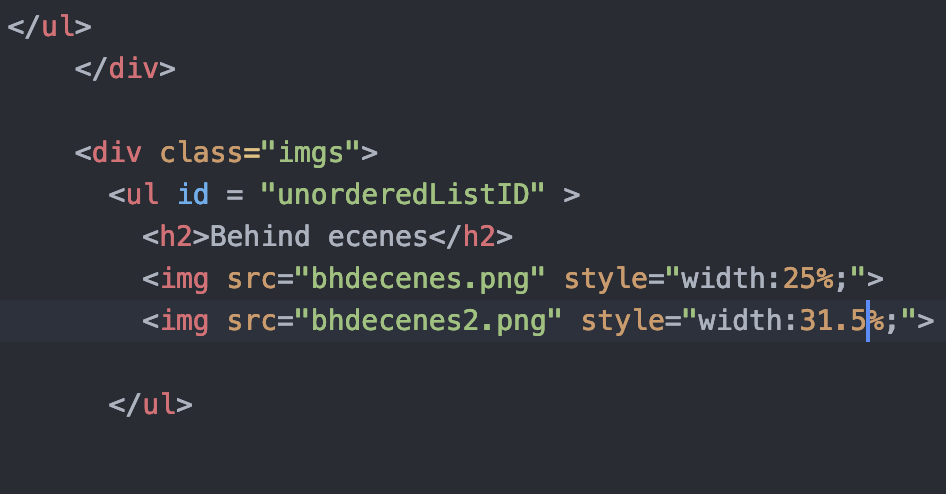 </ul>
</div>
<div class="imgs">
<ul id = "unorderedListID" >
<h2>Behind ecenes</h2>
<img src="bhdecenes.png" style="width:25%;">
<img src="bhdecenes2.png" style="width:31.5%;">
</ul>